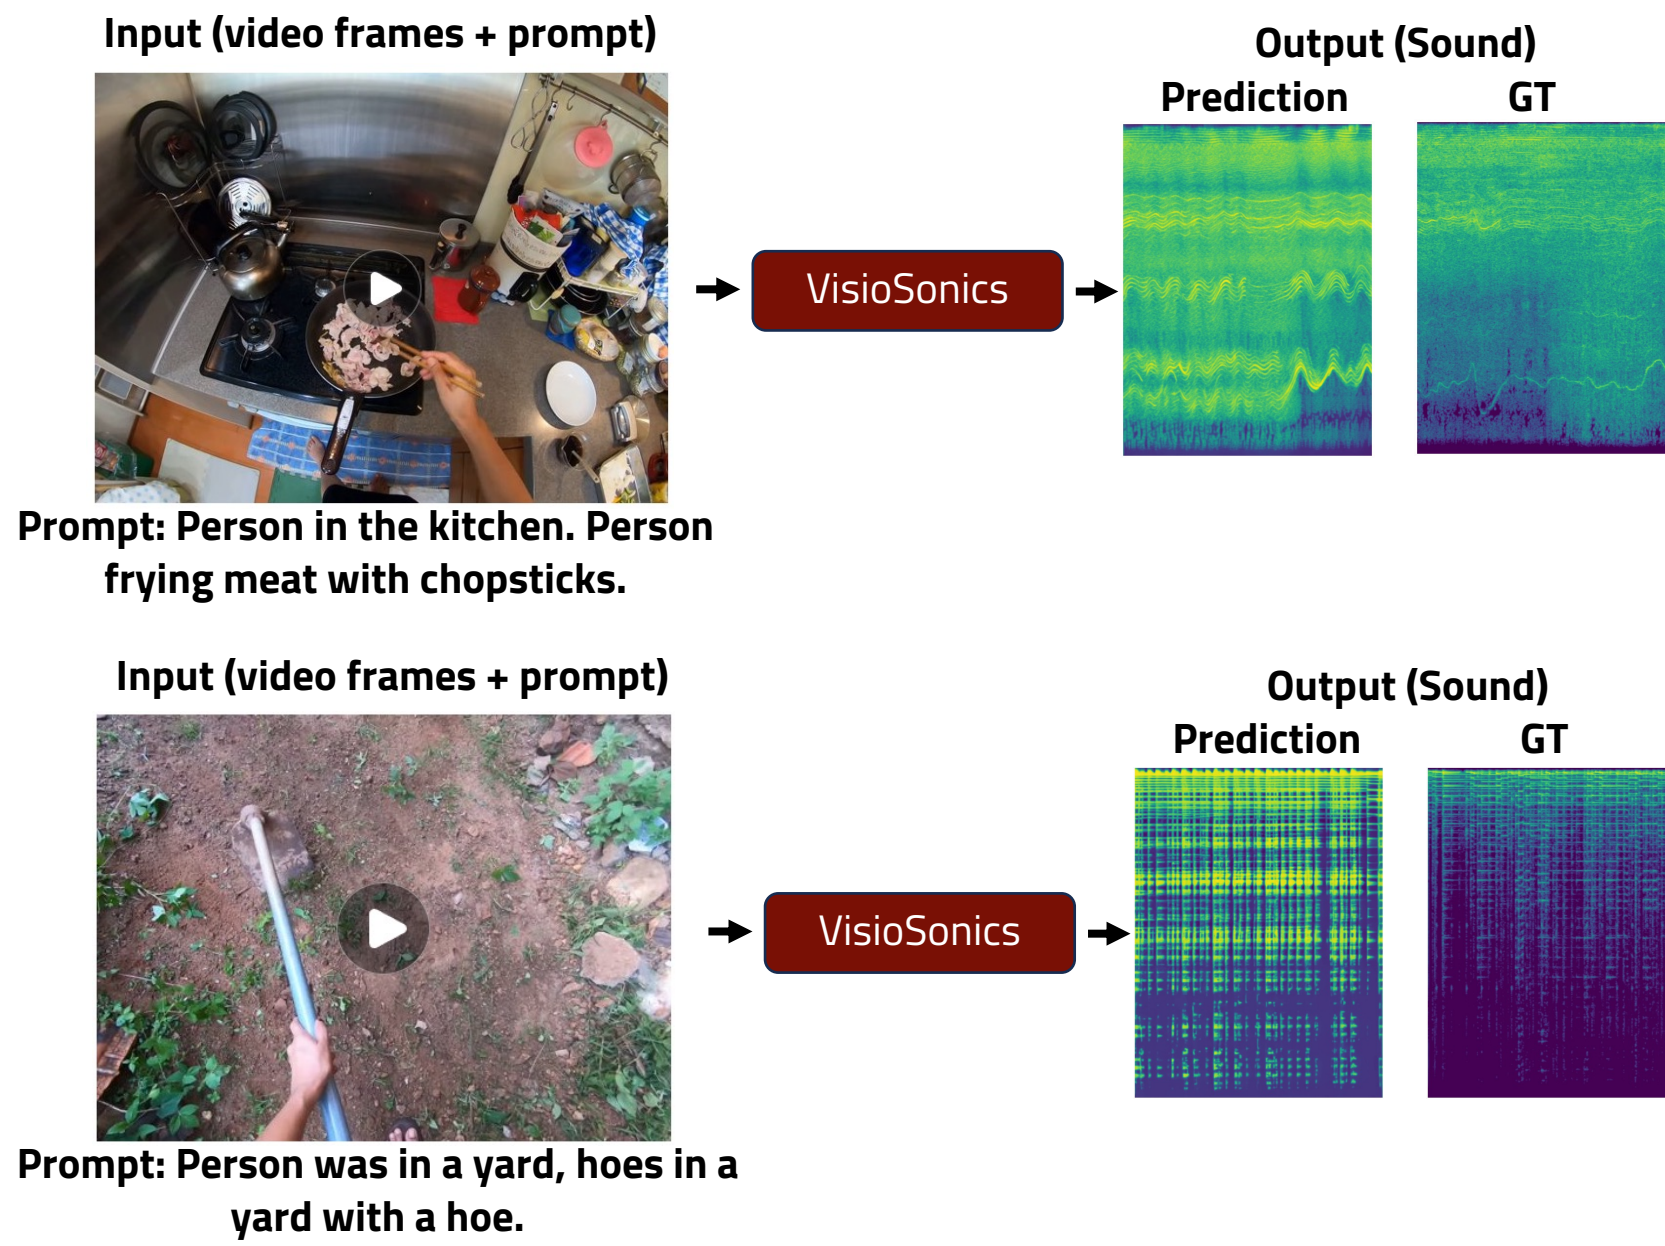 Input (video frames + prompt)
Output (Sound)
Prediction GT
VisioSonics
Prompt: Person in the kitchen. Person
frying meat with chopsticks.
Input (video frames + prompt)
Output (Sound)
Prediction GT
VisioSonics
Prompt: Person was in a yard, hoes in a
yard with a hoe.